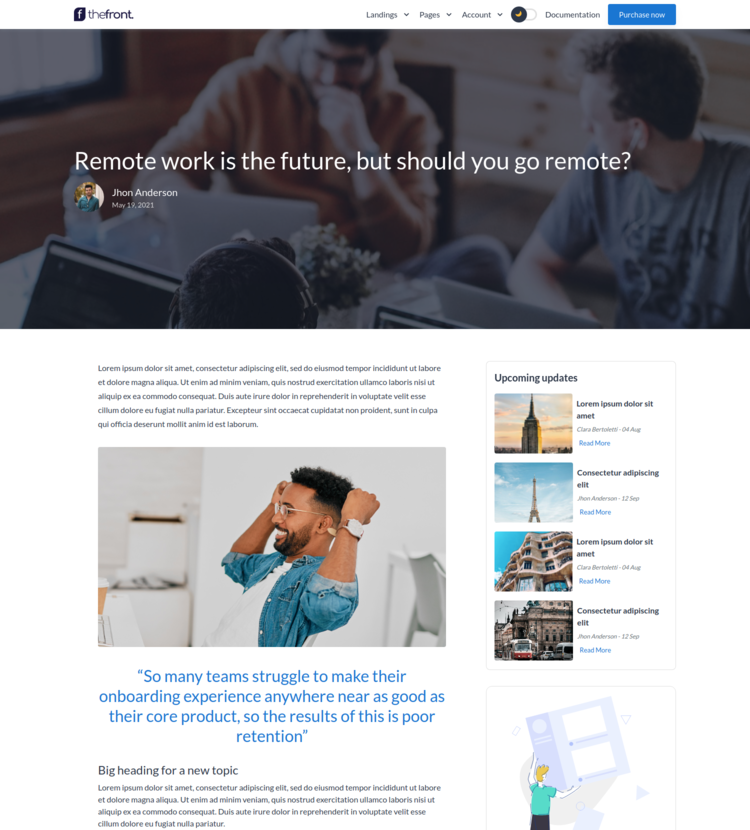 thefront.
Landings
Pages
Account
Documentation
Purchase now
Remote work is the future, but should you go remote?
Jhon Anderson
May 19, 2021
Lorem ipsum dolor sit amet, consectetur adipiscing elit, sed do eiusmod tempor incididunt ut labore
et dolore magna aliqua. Ut enim ad minim veniam, quis nostrud exercitation ullamco laboris nisi ut
aliquip ex ea commodo consequat. Duis aute irure dolor in reprehenderit in voluptate velit esse
cillum dolore eu fugiat nulla pariatur. Excepteur sint occaecat cupidatat non proident, sunt in culpa
qui officia deserunt mollit anim id est laborum.
“So many teams struggle to make their
onboarding experience anywhere near as good as
their core product, so the results of this is poor
retention”
Big heading for a new topic
Lorem ipsum dolor sit amet, consectetur adipiscing elit, sed do eiusmod tempor incididunt ut labore
et dolore magna aliqua. Ut enim ad minim veniam, quis nostrud exercitation ullamco laboris nisi ut
aliquip ex ea commodo consequat. Duis aute irure dolor in reprehenderit in voluptate velit esse
cillum dolore eu fugiat nulla pariatur.
Upcoming updates
Lorem ipsum dolor sit
amet
Clara Bertoletti - 04 Aug
Read More
Consectetur adipiscing
elit
Jhon Anderson - 12 Sep
Read More
Lorem ipsum dolor sit
amet
Clara Bertoletti - 04 Aug
Read More
Consectetur adipiscing
elit
Jhon Anderson - 12 Sep
Read More